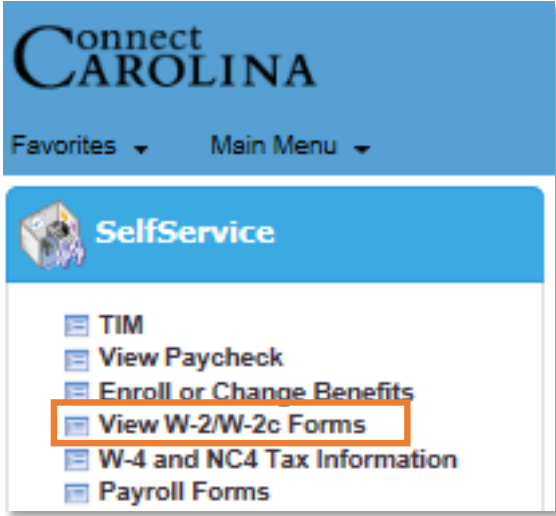 Connect
CAROLINA
Favorites Main Menu
SelfService
TIM
View Paycheck
Enroll or Change Benefits
View W-2/W-2c Forms
W-4 and NC4 Tax Information
Payroll Forms